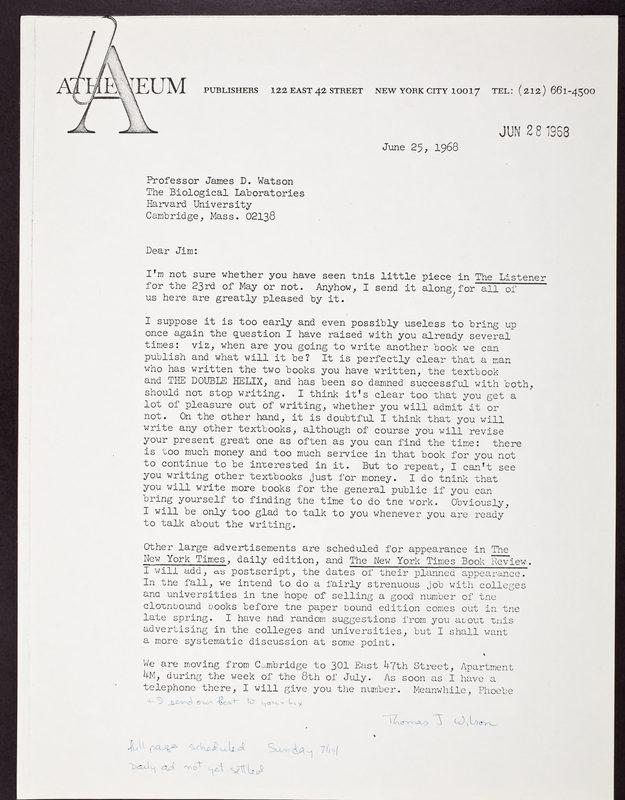 ATHENEUM PUBLISHERS 122 EAST 42 STREET NEW YORK CITY 10017 TEL: (212) 661-4500
JUN 28 1968
June 25, 1968
Professor James D. Watson
The Biological Laboratories
Harvard University
Cambridge, Mass. 02138
Dear Jim:
I'm not sure whether you have seen tnis little piece in The Listener
for the 23rd of May or not. Anyhow, I send it along, for all of
us here are greatly pleased by it.
I suppose it is too early and even possibly useless to bring up
once again the question I have raised with you already several
times: viz, when are you going to write another book we can
publish and what will it be? It is perfectly clear that a man
who has written the two books you have written, the textbook
and THE DOUBLE HELIX, and has been so damned successful with both,
should not stop writing. I think it's clear too that you get a
lot of pleasure out of writing, whether you will admit it or
not. On the other hand, it is doubtful I think that you will
write any other textbooks, although of course you will revise
your present great one as often as you can find the time: there
is too much money and too much service in that book for you not
to continue to be interested in it. But to repeat, I can't see
you writing other textbooks just for money. I do tnink that
you will write more books for the general public if you can
bring yourself to finding the time to do tne work. Obviously,
I will be only too glad to talk to you whenever you are ready
to talk about the writing.
Other large advertisements are scheduled for appearance in The
New York Times, daily edition, and The New York Times Book Review.
I will add, as postscript, the dates of their planned appearance.
In the fall, we intend to do a fairly strenuous job with colleges
and universities in tne hope of selling a good number of tne
clotnbound books before tne paper bound edition comes out in tne
late spring. I have had random suggestions from you about tnis
advertising in the colleges and universities, but I shall want
a more systematic discussion at some point.
We are moving from Cambridge to 301 East 47th Street, Apartment
4M, during the week of the 8th of July. As soon as I have a
telephone there, I will give you the number. Meanwhile, Phoebe
+ I send our best to you + Liz
Thomas J Wilson
full page scheduled Sunday
Daily ad not yet settled